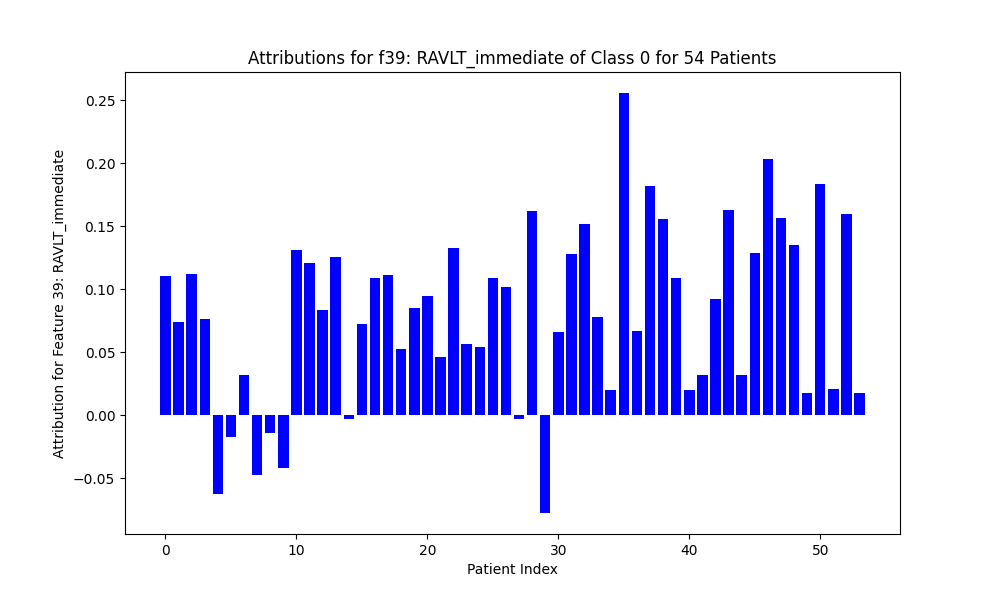 Attributions for f39: RAVLT_immediate of Class 0 for 54 Patients
Attribution for Feature 39: RAVLT_immediate
0.25
0.20
0.15
0.10
0.05
0.00
−0.05
0 10 20 30 40 50
Patient Index